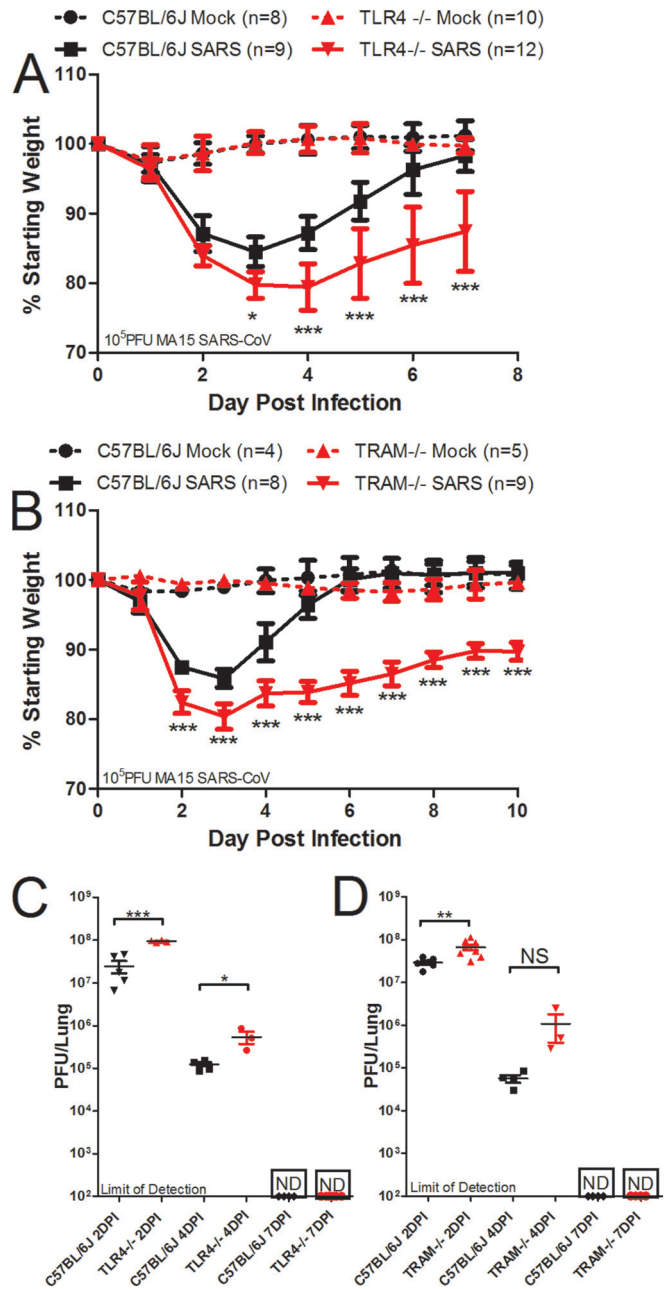 C57BL/6J Mock (n=8) TLR4 -/- Mock (n=10)
C57BL/6J SARS (n=9) TLR4-/- SARS (n=12)
A
110
100
90
80
70
% Starting Weight
* *** *** *** ***
10⁵PFU MA15 SARS-CoV
0 2 4 6 8
Day Post Infection
C57BL/6J Mock (n=4) TRAM-/- Mock (n=5)
C57BL/6J SARS (n=8) TRAM-/- SARS (n=9)
B
110
100
90
80
70
% Starting Weight
*** *** *** *** *** *** *** *** ***
10⁵PFU MA15 SARS-CoV
0 2 4 6 8 10
Day Post Infection
C
10⁹
10⁸
10⁷
10⁶
10⁵
10⁴
10³
10²
PFU/Lung
***
*
ND ND
Limit of Detection
C57BL/6J 2DPI
TLR4-/- 2DPI
C57BL/6J 4DPI
TLR4-/- 4DPI
C57BL/6J 7DPI
TLR4-/- 7DPI
D
10⁹
10⁸
10⁷
10⁶
10⁵
10⁴
10³
10²
PFU/Lung
**
NS
ND ND
Limit of Detection
C57BL/6J 2DPI
TRAM-/- 2DPI
C57BL/6J 4DPI
TRAM-/- 4DPI
C57BL/6J 7DPI
TRAM-/- 7DPI